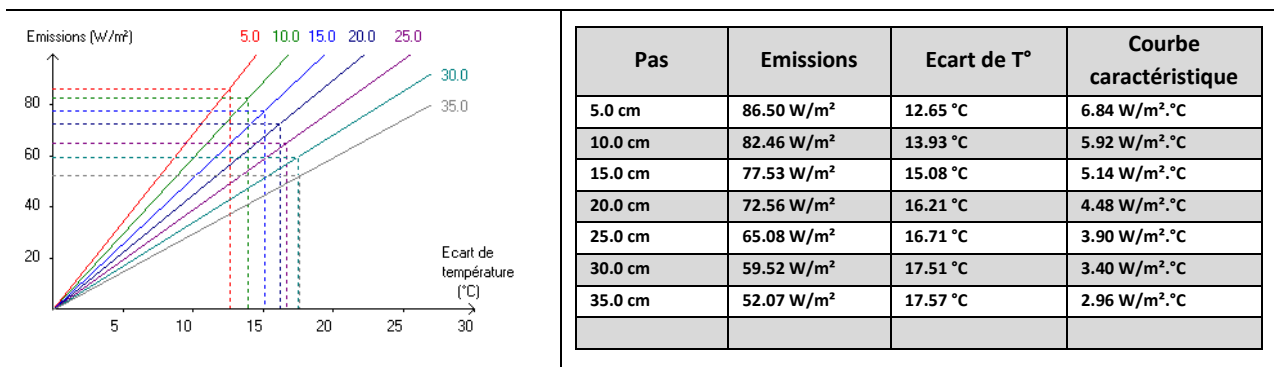 Emissions (W/m²)
5.0 10.0 15.0 20.0 25.0
30.0
35.0
80
60
40
20
Ecart de
température
(°C)
5 10 15 20 25 30
Pas Emissions Ecart de T° Courbe caractéristique
5.0 cm 86.50 W/m² 12.65 °C 6.84 W/m².°C
10.0 cm 82.46 W/m² 13.93 °C 5.92 W/m².°C
15.0 cm 77.53 W/m² 15.08 °C 5.14 W/m².°C
20.0 cm 72.56 W/m² 16.21 °C 4.48 W/m².°C
25.0 cm 65.08 W/m² 16.71 °C 3.90 W/m².°C
30.0 cm 59.52 W/m² 17.51 °C 3.40 W/m².°C
35.0 cm 52.07 W/m² 17.57 °C 2.96 W/m².°C